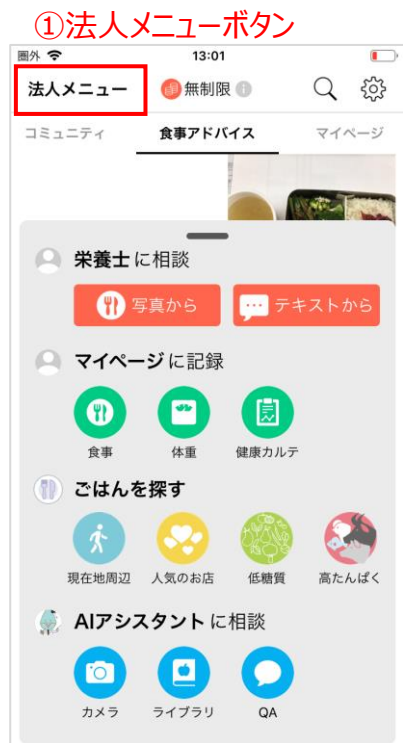 ①法人メニューボタン
圏外 13:01
法人メニュー 無制限
コミュニティ 食事アドバイス マイページ
栄養士に相談
写真から テキストから
マイページに記録
食事 体重 健康カルテ
ごはんを探す
現在地周辺 人気のお店 低糖質 高たんぱく
AIアシスタントに相談
カメラ ライブラリ QA